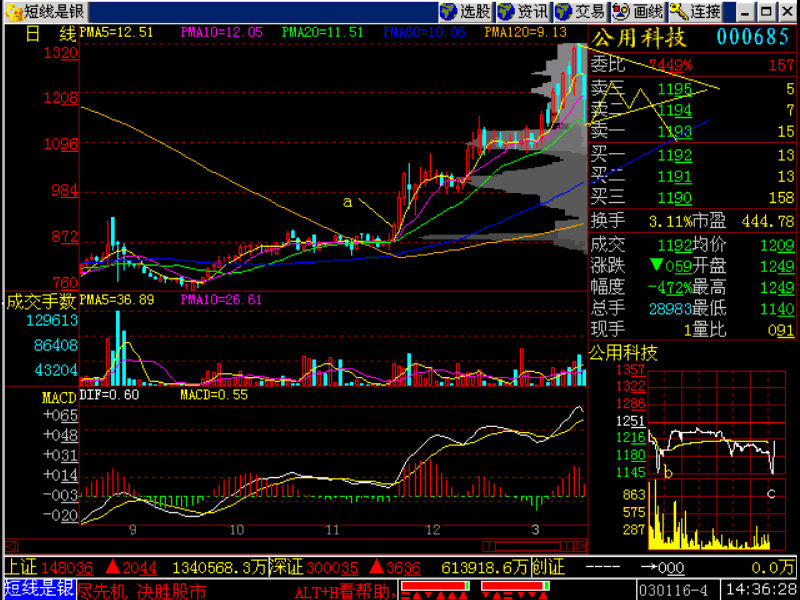 短线是银 选股 资讯 交易 画线 连接
日 线 PMA5=12.51 PMA10=12.05 PMA20=11.51 PMA60=10.06 PMA120=9.13
公用科技 000685
1320
1208
1096
984
872
760
a
委比 7449% 157
卖三 1195 5
卖二 1194 7
卖一 1193 15
买一 1192 13
买二 1191 13
买三 1190 158
换手 3.11% 市盈 444.78
成交 1192 均价 1209
涨跌 ▼059 开盘 1249
幅度 -472% 最高 1249
总手 28983 最低 1140
现手 1 量比 091
成交手数 PMA5=36.89 PMA10=26.61
129613
86408
43204
MACD DIF=0.60 MACD=0.55
+065
+048
+031
+014
-003
-020
9 10 11 12 3
公用科技
1357
1322
1286
1251
1216
1180
1145
863
575
287
b
c
上证 148036 ▲2044 1340568.3万 深证 300035 ▲3636 613918.6万 创证 ---- →000 0.0万
短线是银 尽先机 决胜股市 ALT+H看帮助, 030116-4 14:36:28